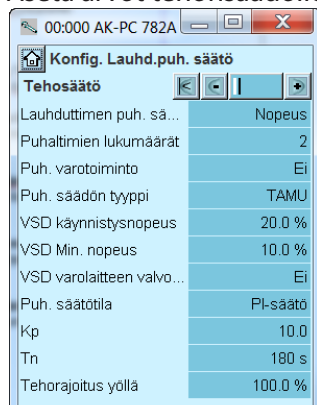 00:000 AK-PC 782A
Konfig. Lauhd.puh. säätö
Tehosäätö
Lauhduttimen puh. sä... Nopeus
Puhaltimien lukumäärät 2
Puh. varotoiminto Ei
Puh. säädön tyyppi TAMU
VSD käynnistysnopeus 20.0 %
VSD Min. nopeus 10.0 %
VSD varolaitteen valvo... Ei
Puh. säätötila PI-säätö
Kp 10.0
Tn 180 s
Tehorajoitus yöllä 100.0 %